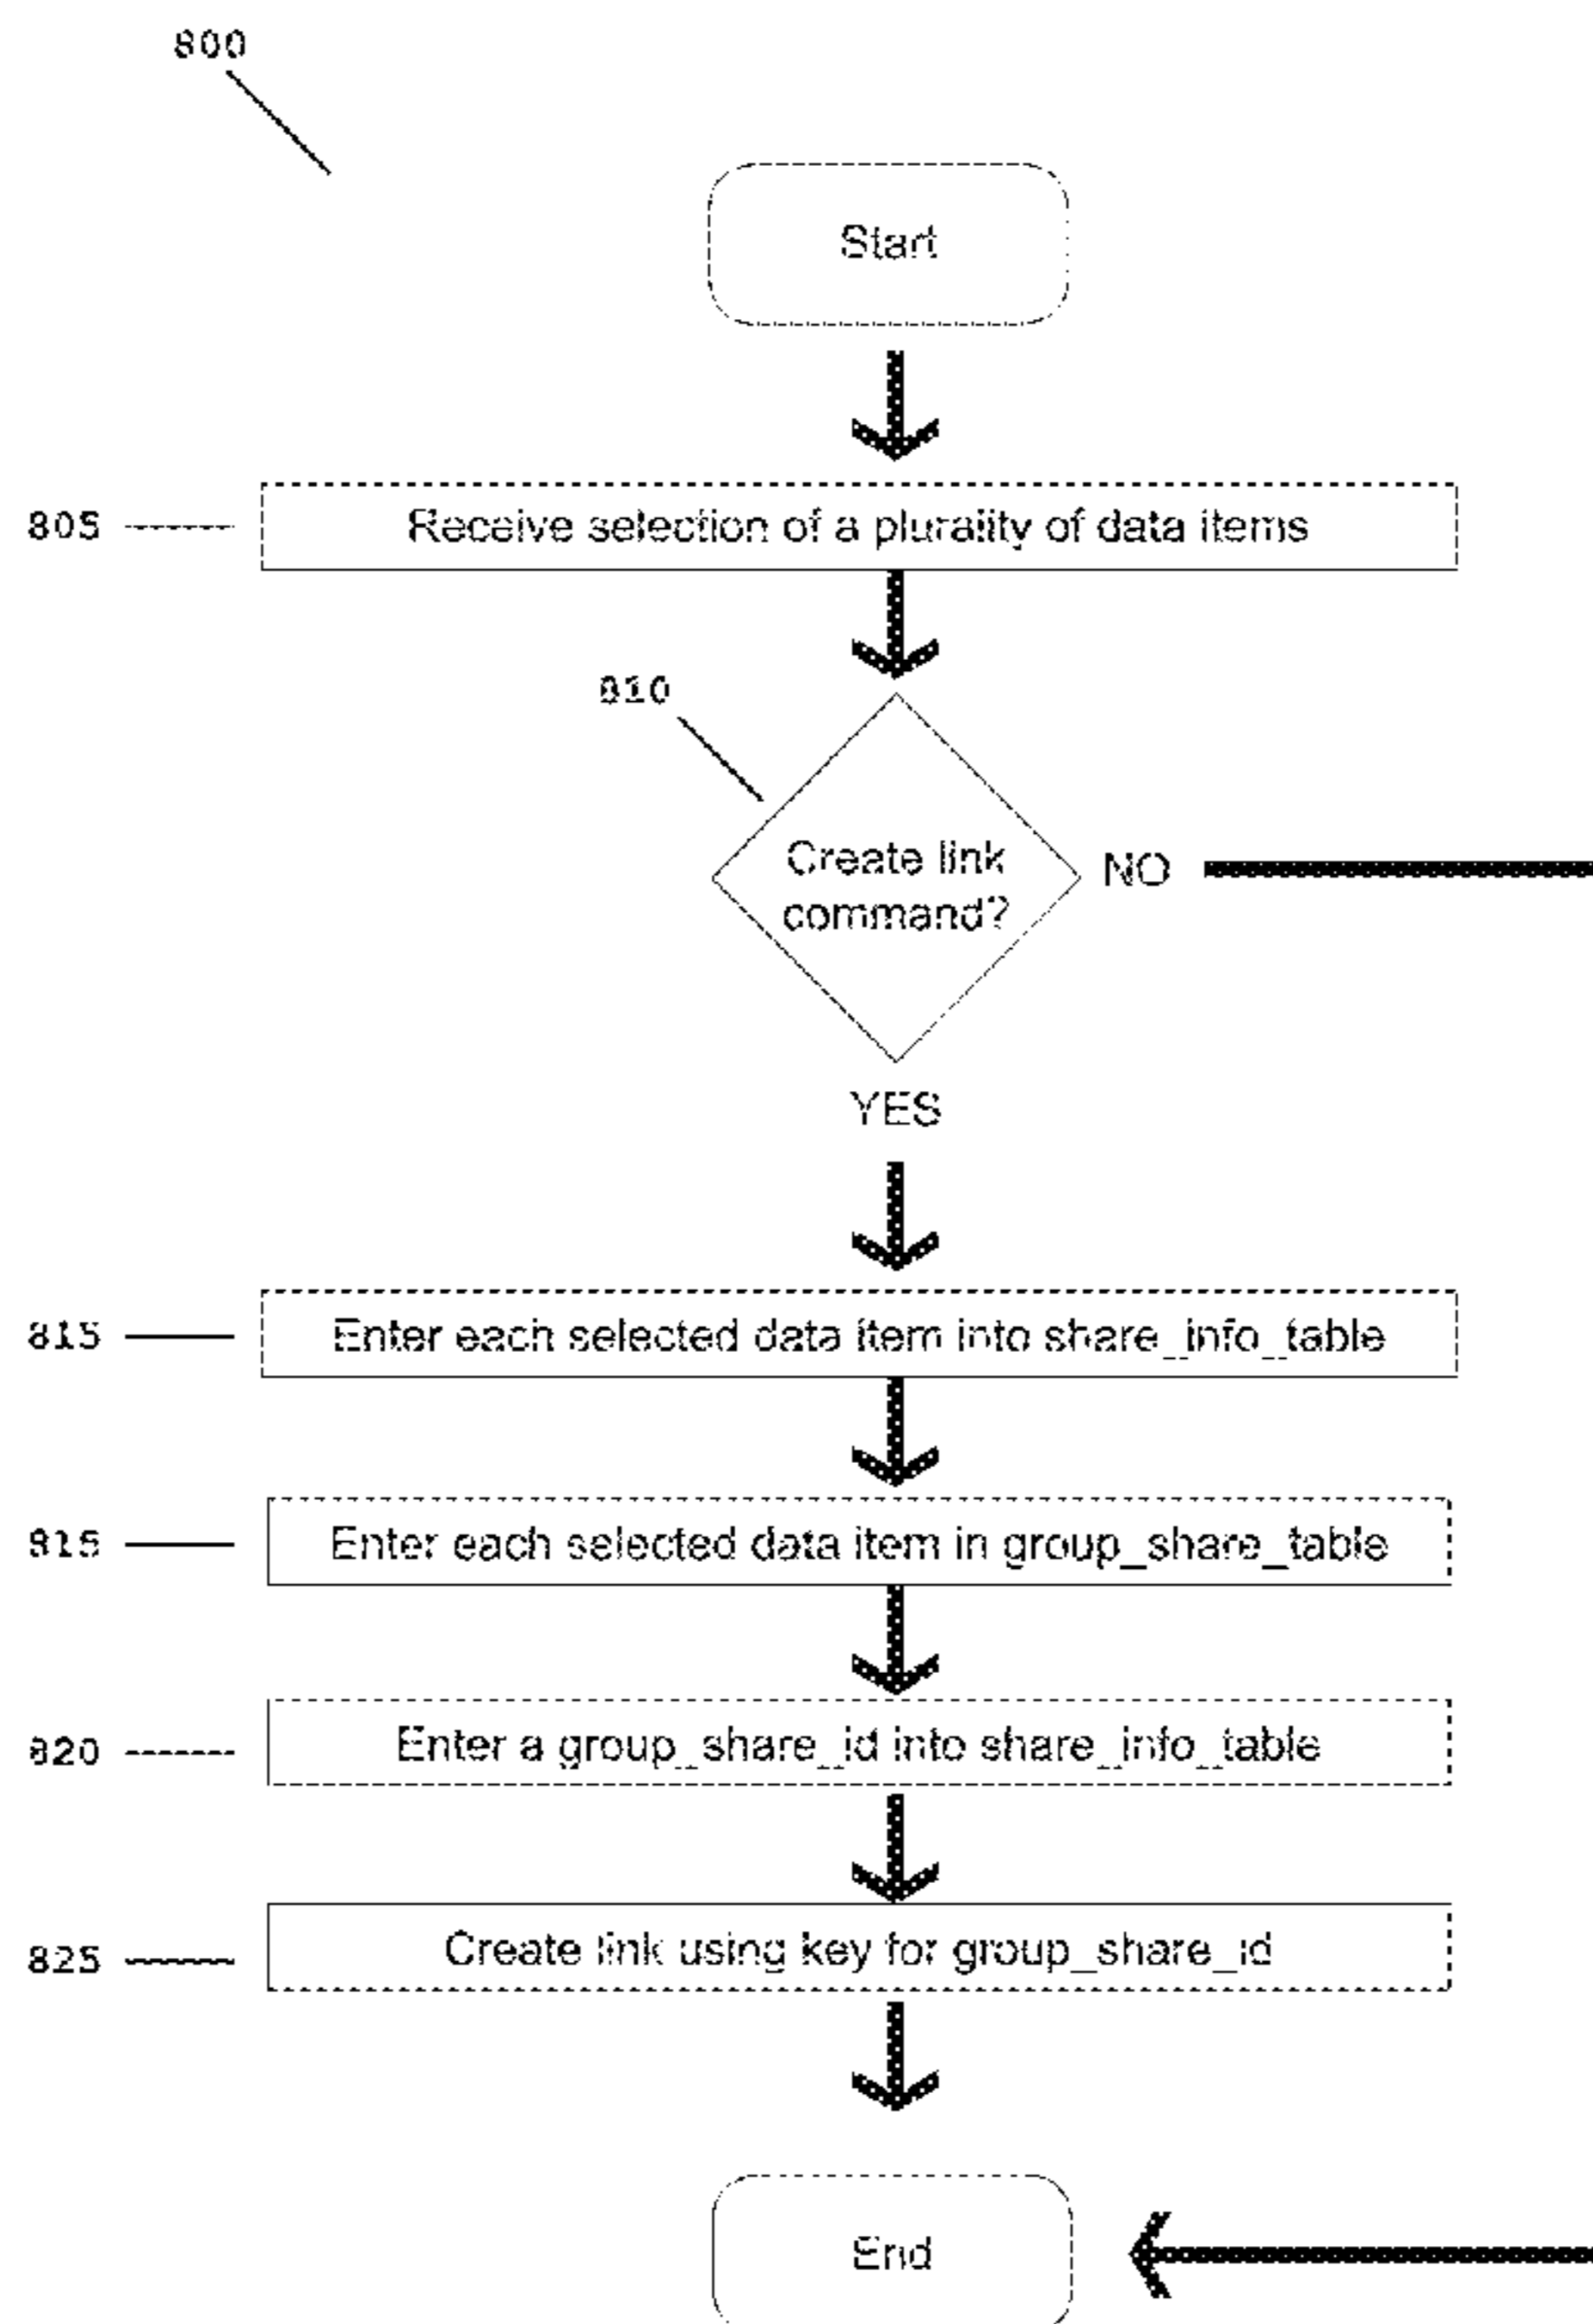 800
Start
805
Receive selection of a plurality of data items
810
Create link
command?
NO
YES
815
Enter each selected data item into share_info_table
815
Enter each selected data item in group_share_table
820
Enter a group_share_id into share_info_table
825
Create link using key for group_share_id
End